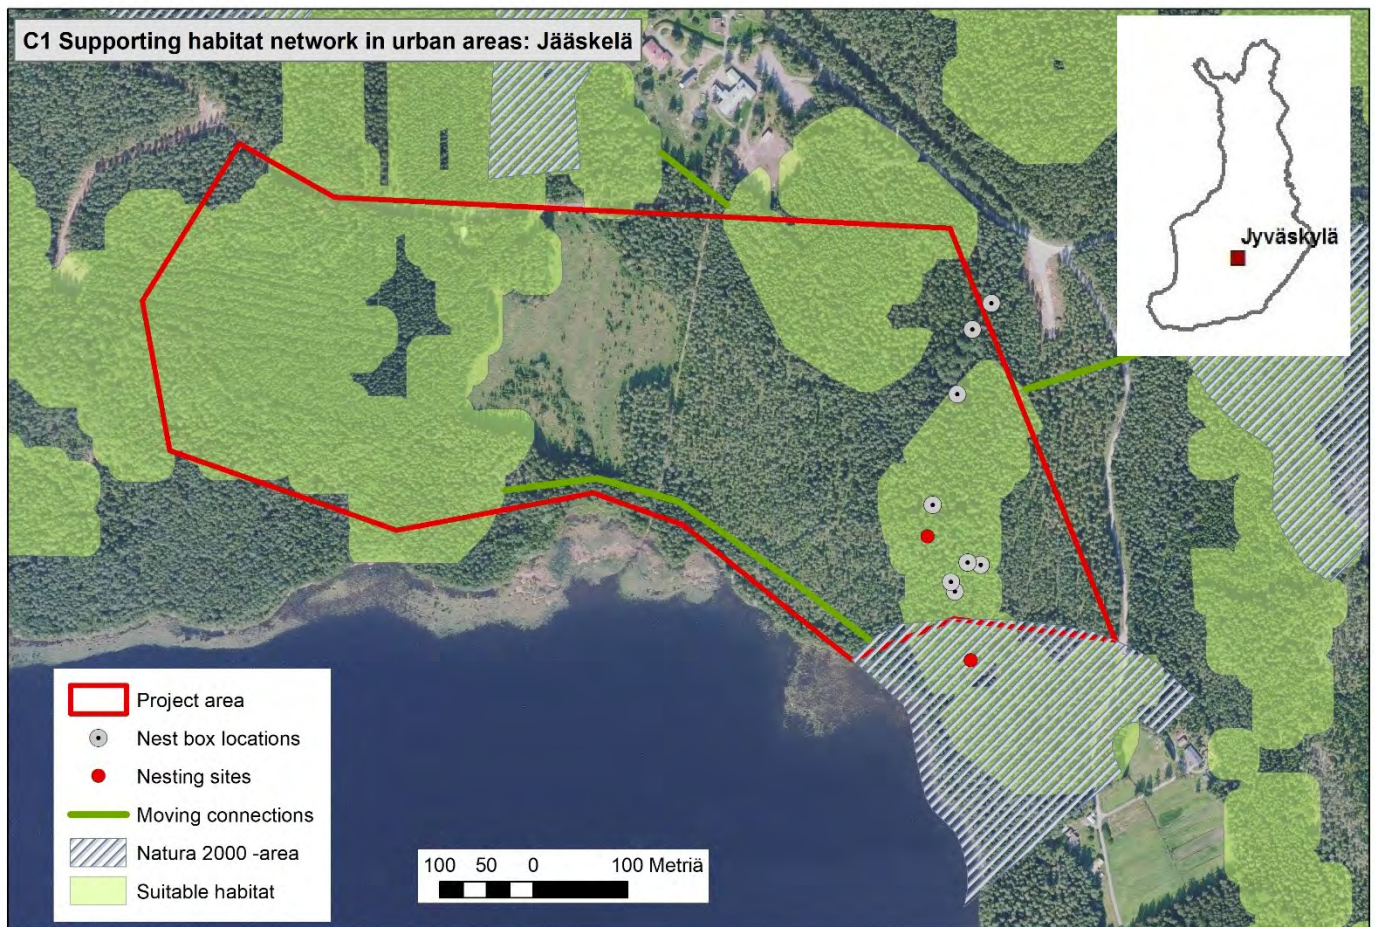 C1 Supporting habitat network in urban areas: Jääskelä
Jyväskylä
Project area
Nest box locations
Nesting sites
Moving connections
Natura 2000 -area
Suitable habitat
100 50 0 100 Metriä